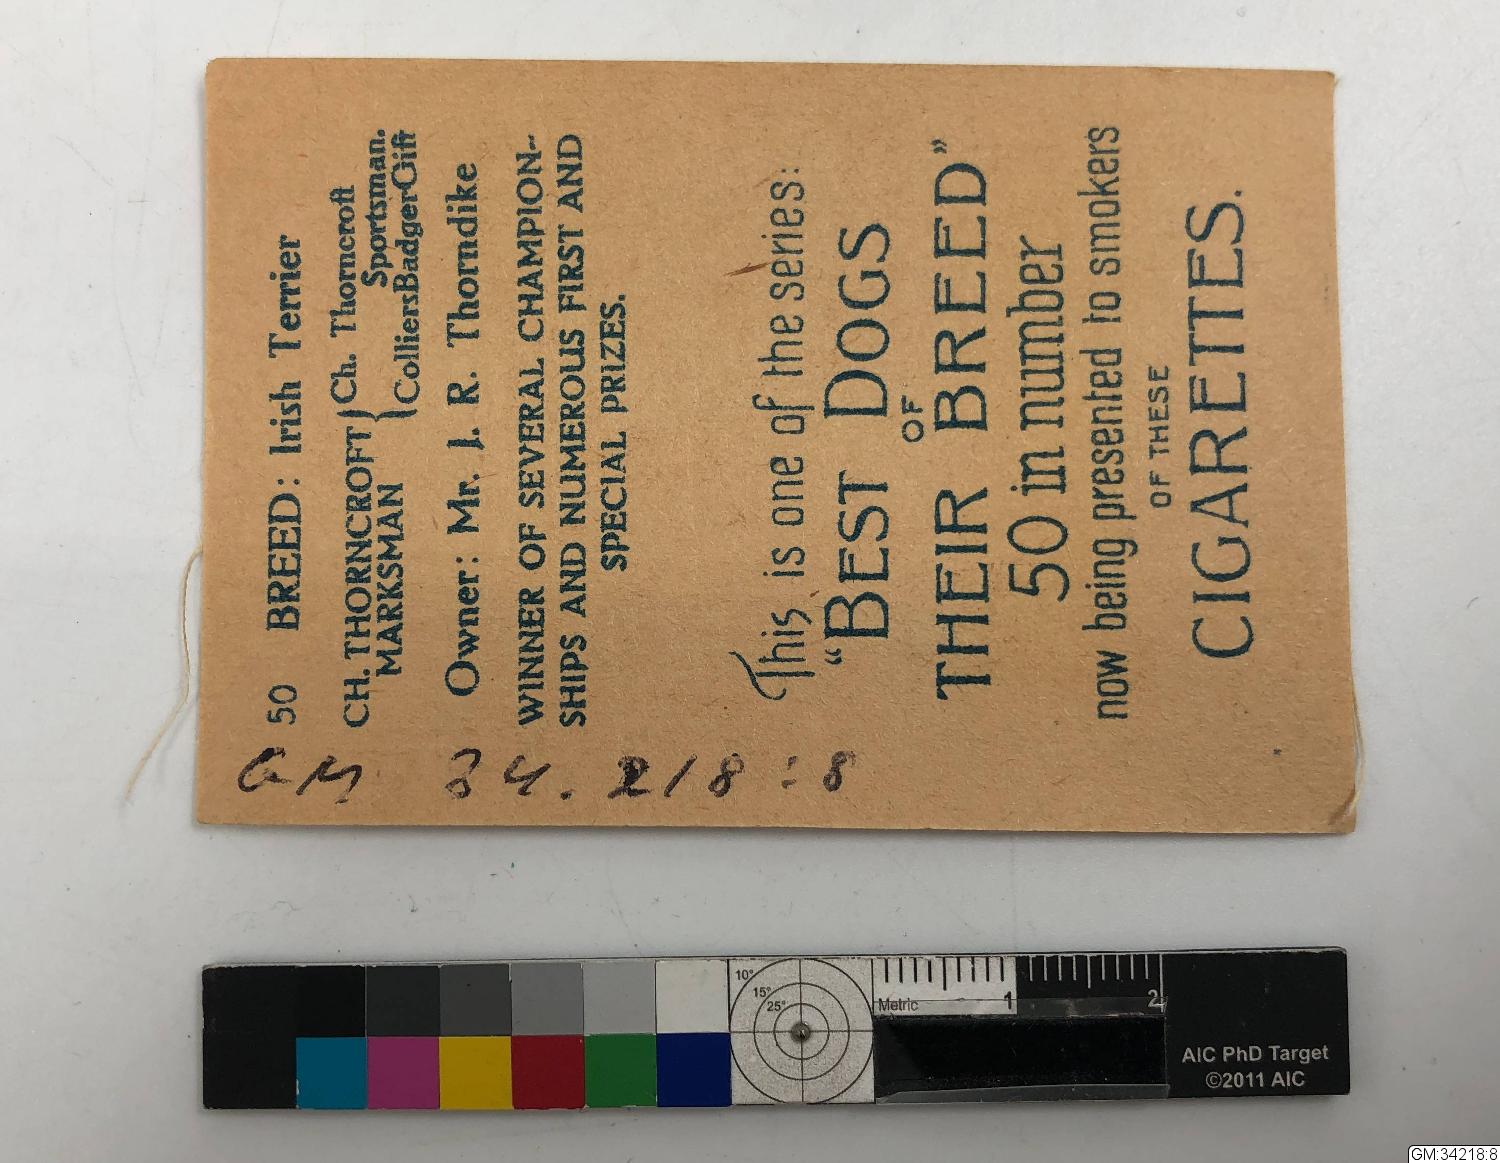 GM 34.218:8
50 BREED: Irish Terrier
CH. THORNCROFT MARKSMAN { Ch. Thorncroft Sportsman.
Colliers Badger Gift
Owner: Mr. J. R. Thorndike
WINNER OF SEVERAL CHAMPION-
SHIPS AND NUMEROUS FIRST AND
SPECIAL PRIZES.
This is one of the series:
"BEST DOGS
OF
THEIR BREED"
50 in number
now being presented to smokers
OF THESE
CIGARETTES.
10°
15°
25°
Metric
1
2
AIC PhD Target
©2011 AIC
GM:34218:8